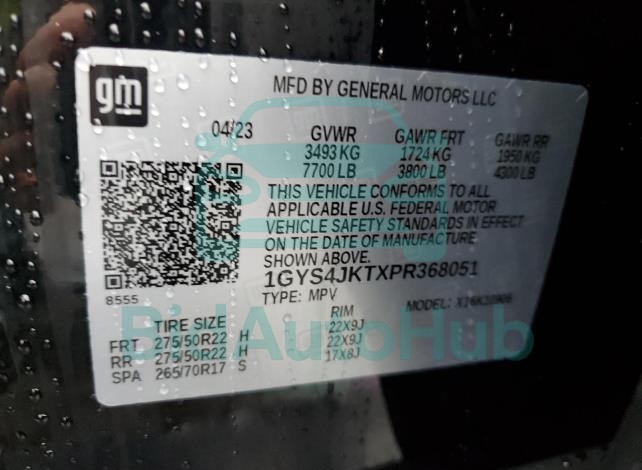 gm
MFD BY GENERAL MOTORS LLC
04/23 GVWR GAWR FRT GAWR RR
3493 KG 1724 KG 1950 KG
7700 LB 3800 LB 4300 LB
THIS VEHICLE CONFORMS TO ALL
APPLICABLE U.S. FEDERAL MOTOR
VEHICLE SAFETY STANDARDS IN EFFECT
ON THE DATE OF MANUFACTURE
SHOWN ABOVE.
1GYS4JKTXPR368051
8555 TYPE: MPV MODEL:
TIRE SIZE RIM
FRT 275/50R22 H 22X9J
RR 275/50R22 H 22X9J
SPA 265/70R17 S 17X8J
BidAutoHub